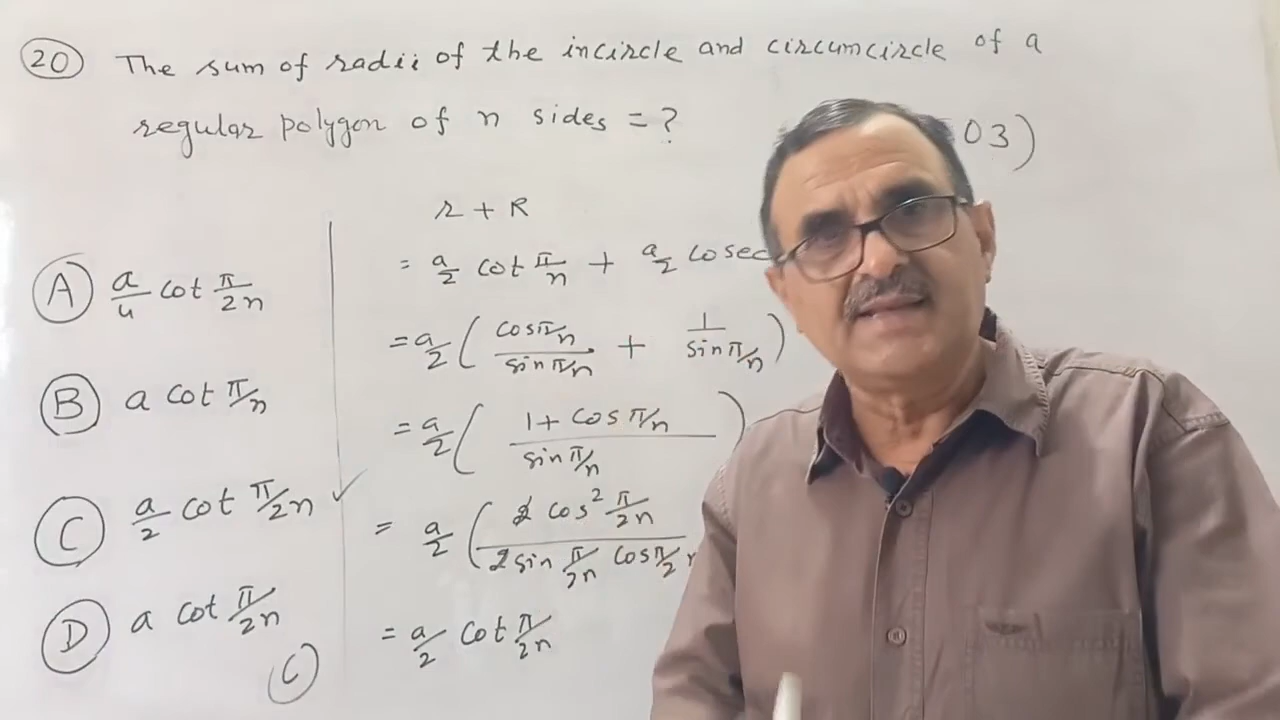 20 The sum of radii of the incircle and circumcircle of a
regular polygon of n sides = ?
03)
r + R
= a/2 cot π/n + a/2 cosec
= a/2 ( cos π/n / sin π/n + 1 / sin π/n )
= a/2 ( 1 + cos π/n / sin π/n )
= a/2 ( 2 cos² π/2n / 2 sin π/2n cos π/2n
= a/2 cot π/2n
A a/4 cot π/2n
B a cot π/n
C a/2 cot π/2n ✓
D a cot π/2n
C